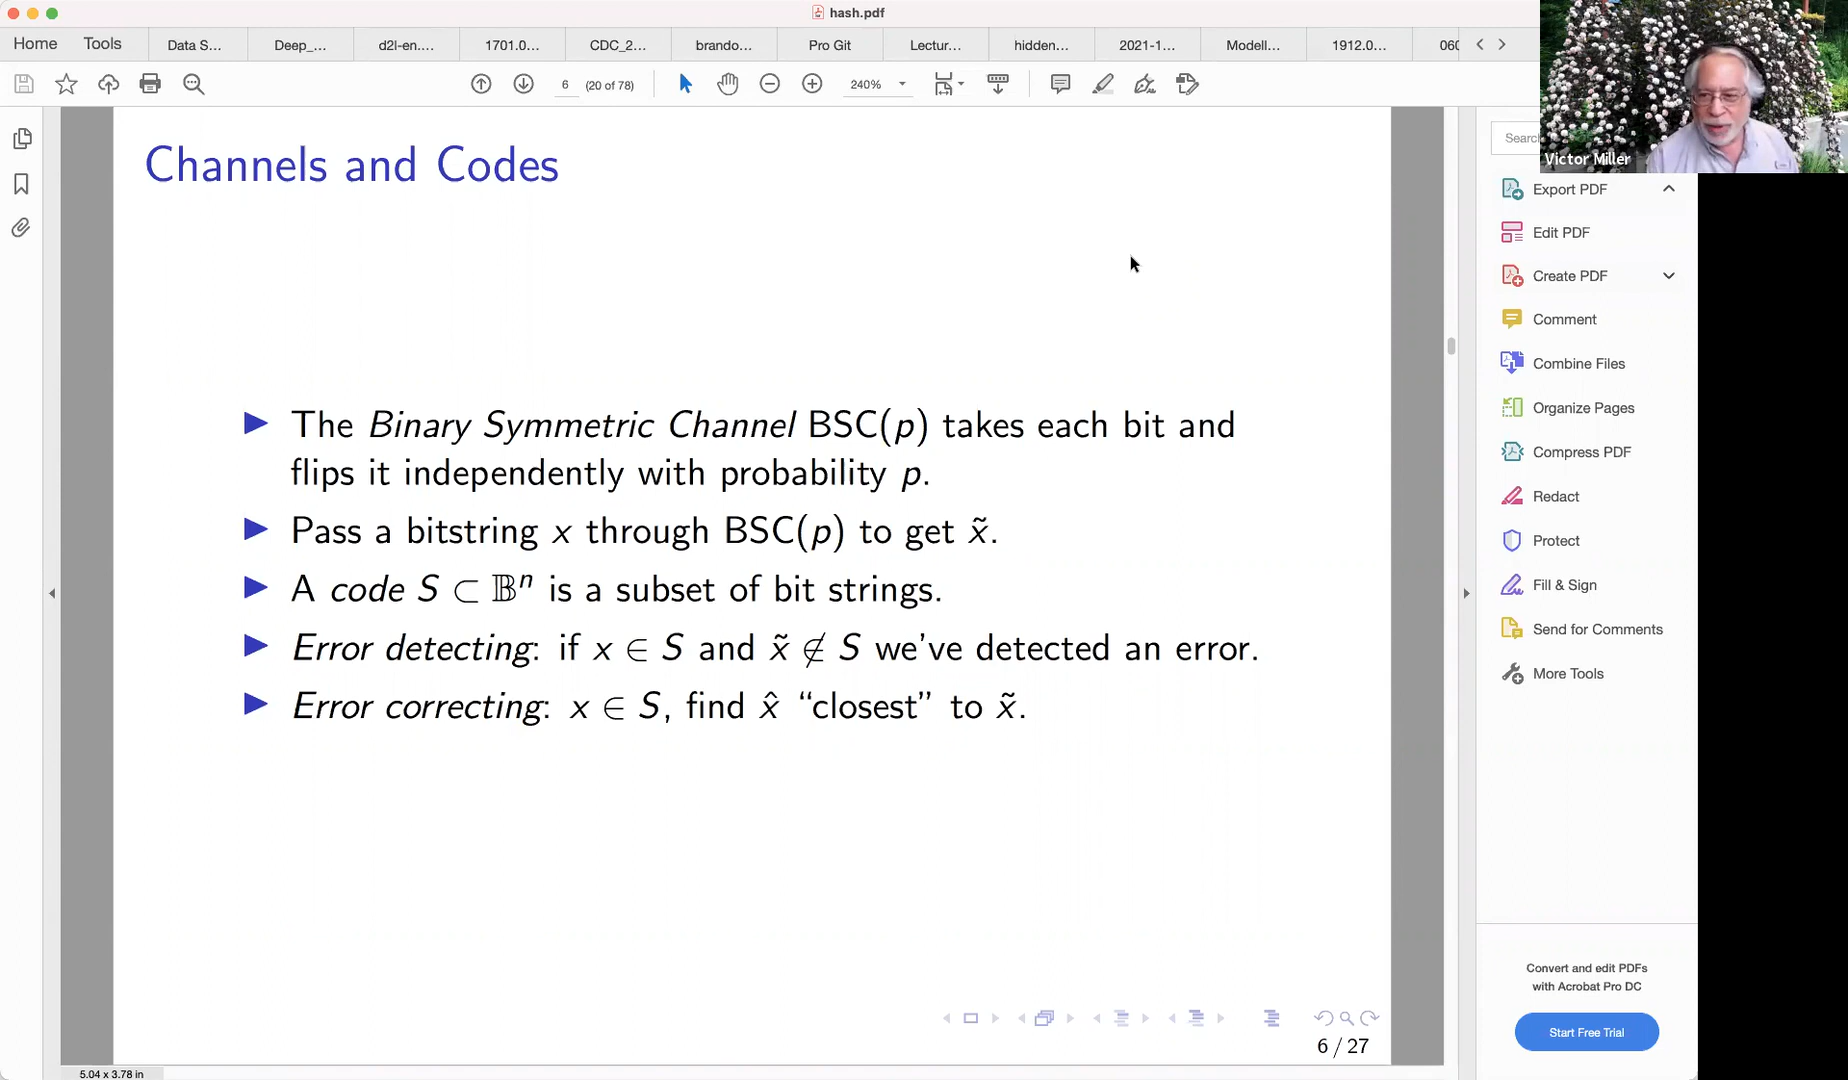 hash.pdf
Home Tools Data S... Deep_... d2l-en.... 1701.0... CDC_2... brando... Pro Git Lectur... hidden... 2021-1... Modell... 1912.0... 060
6 (20 of 78) 240%
Victor Miller
Channels and Codes
The Binary Symmetric Channel BSC(p) takes each bit and
flips it independently with probability p.
Pass a bitstring x through BSC(p) to get x̃.
A code S ⊂ 𝔹ⁿ is a subset of bit strings.
Error detecting: if x ∈ S and x̃ ∉ S we've detected an error.
Error correcting: x ∈ S, find x̂ “closest” to x̃.
6 / 27
5.04 x 3.78 in
Searc
Export PDF
Edit PDF
Create PDF
Comment
Combine Files
Organize Pages
Compress PDF
Redact
Protect
Fill & Sign
Send for Comments
More Tools
Convert and edit PDFs
with Acrobat Pro DC
Start Free Trial